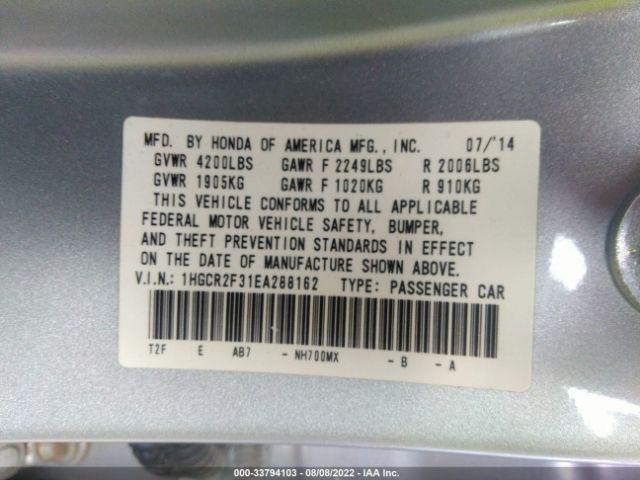 MFD. BY HONDA OF AMERICA MFG., INC. 07/'14
GVWR 4200LBS GAWR F 2249LBS R 2006LBS
GVWR 1905KG GAWR F 1020KG R 910KG
THIS VEHICLE CONFORMS TO ALL APPLICABLE
FEDERAL MOTOR VEHICLE SAFETY, BUMPER,
AND THEFT PREVENTION STANDARDS IN EFFECT
ON THE DATE OF MANUFACTURE SHOWN ABOVE.
V.I.N.: 1HGCR2F31EA288162 TYPE: PASSENGER CAR
T2F E AB7 - NH700MX - B - A
000-33794103 - 08/08/2022 - IAA Inc.